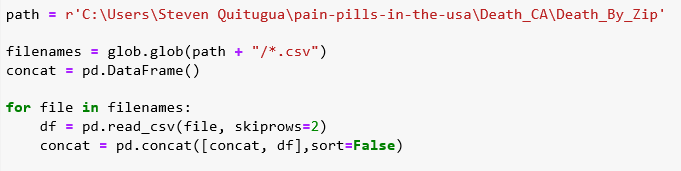 path = r'C:\Users\Steven Quitugua\pain-pills-in-the-usa\Death_CA\Death_By_Zip'
filenames = glob.glob(path + "/*.csv")
concat = pd.DataFrame()
for file in filenames:
df = pd.read_csv(file, skiprows=2)
concat = pd.concat([concat, df],sort=False)